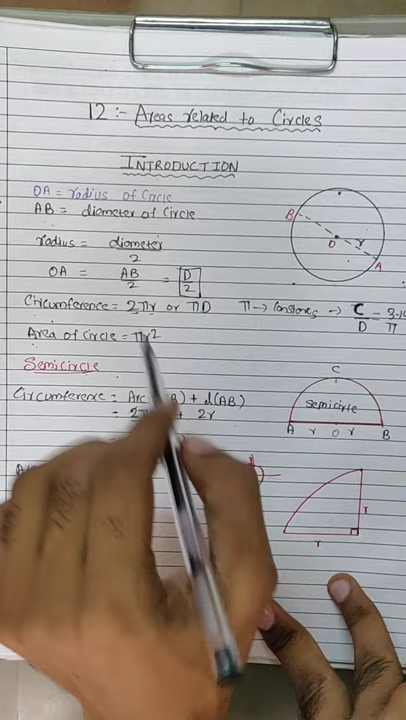 12 :- Areas related to Circles
INTRODUCTION
OA = radius of Circle
AB = diameter of Circle
radius = diameter
2
OA = AB = D
2 2
B
O
r
A
Circumference = 2πr or πD π → Constants → C = 3.14
D π
Area of circle = πr2
Semicircle
Circumference = Arc A) + d(AB)
+ 2r
C
Semicircle
A r O r B
r
r